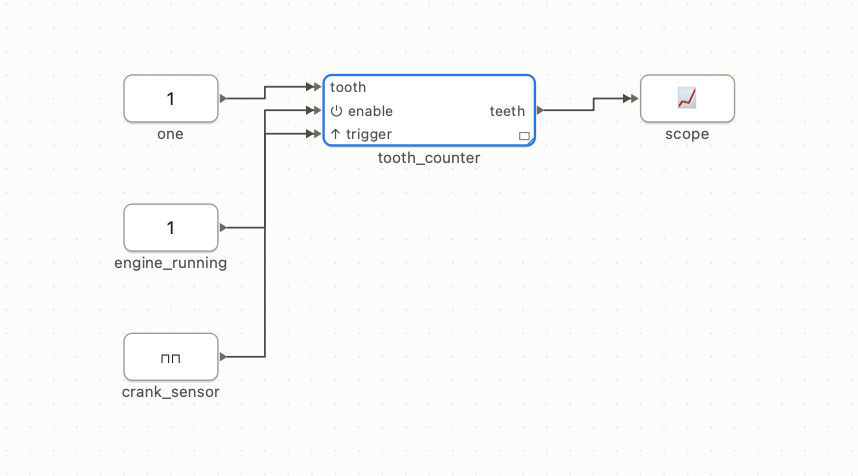 1
one
tooth
enable
trigger
teeth
tooth_counter
scope
1
engine_running
crank_sensor